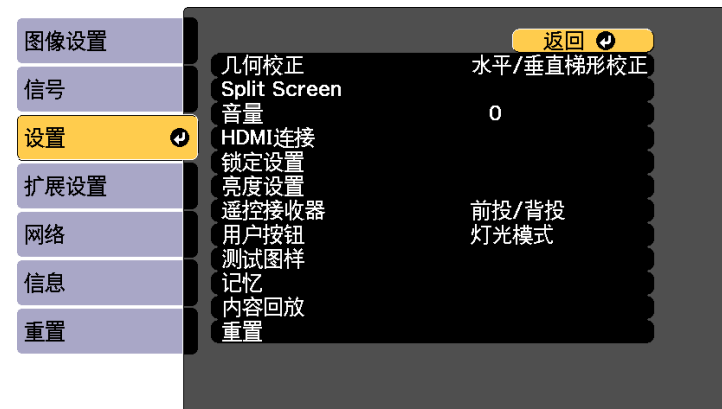 图像设置
信号
设置
扩展设置
网络
信息
重置
返回
几何校正 水平/垂直梯形校正
Split Screen
音量 0
HDMI连接
锁定设置
亮度设置
遥控接收器 前投/背投
用户按钮 灯光模式
测试图样
记忆
内容回放
重置